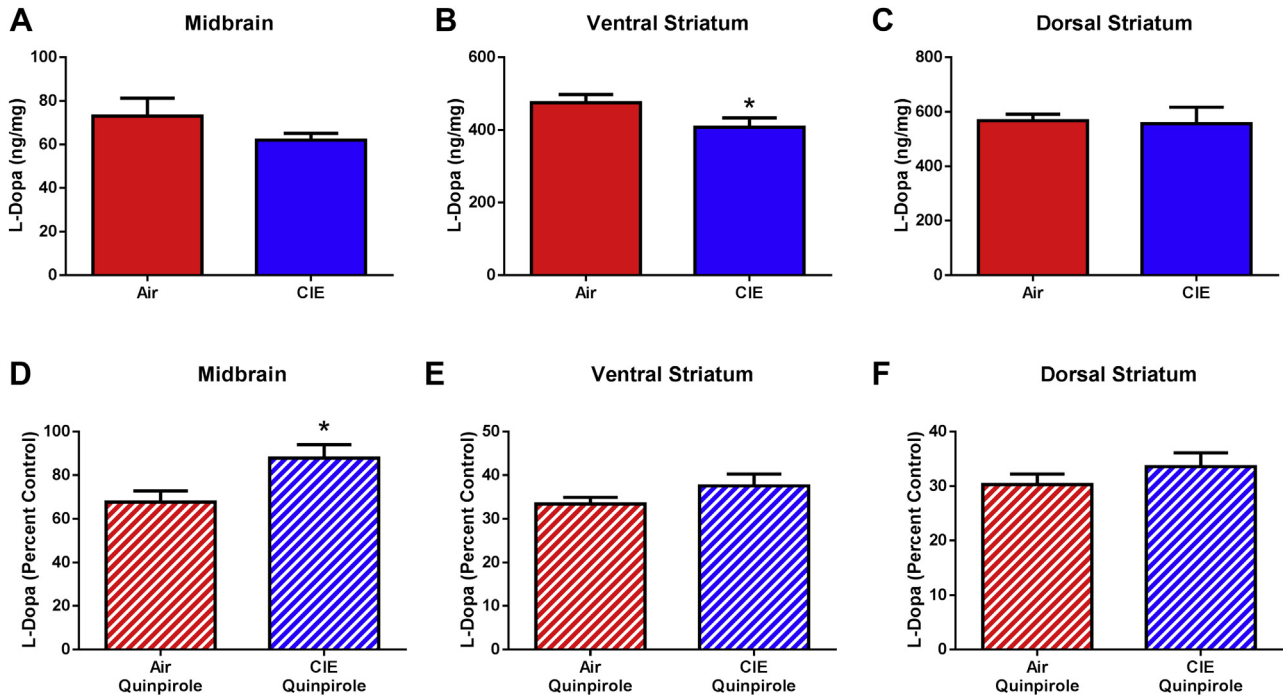 A
Midbrain
L-Dopa (ng/mg)
100
80
60
40
20
0
Air
CIE
B
Ventral Striatum
L-Dopa (ng/mg)
600
400
200
0
*
Air
CIE
C
Dorsal Striatum
L-Dopa (ng/mg)
800
600
400
200
0
Air
CIE
D
Midbrain
L-Dopa (Percent Control)
100
80
60
40
20
0
*
Air
Quinpirole
CIE
Quinpirole
E
Ventral Striatum
L-Dopa (Percent Control)
50
40
30
20
10
0
Air
Quinpirole
CIE
Quinpirole
F
Dorsal Striatum
L-Dopa (Percent Control)
40
30
20
10
0
Air
Quinpirole
CIE
Quinpirole